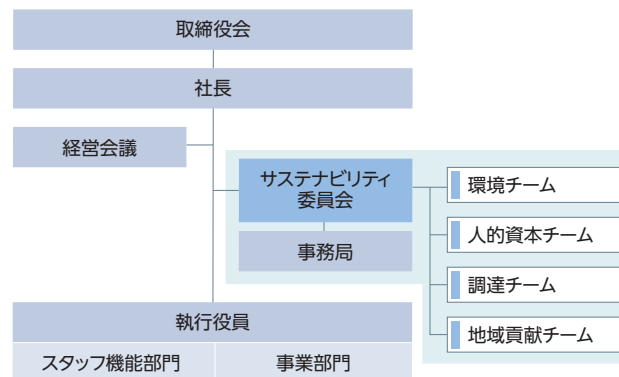 取締役会
社長
経営会議
サステナビリティ
委員会
事務局
環境チーム
人的資本チーム
調達チーム
地域貢献チーム
執行役員
スタッフ機能部門
事業部門